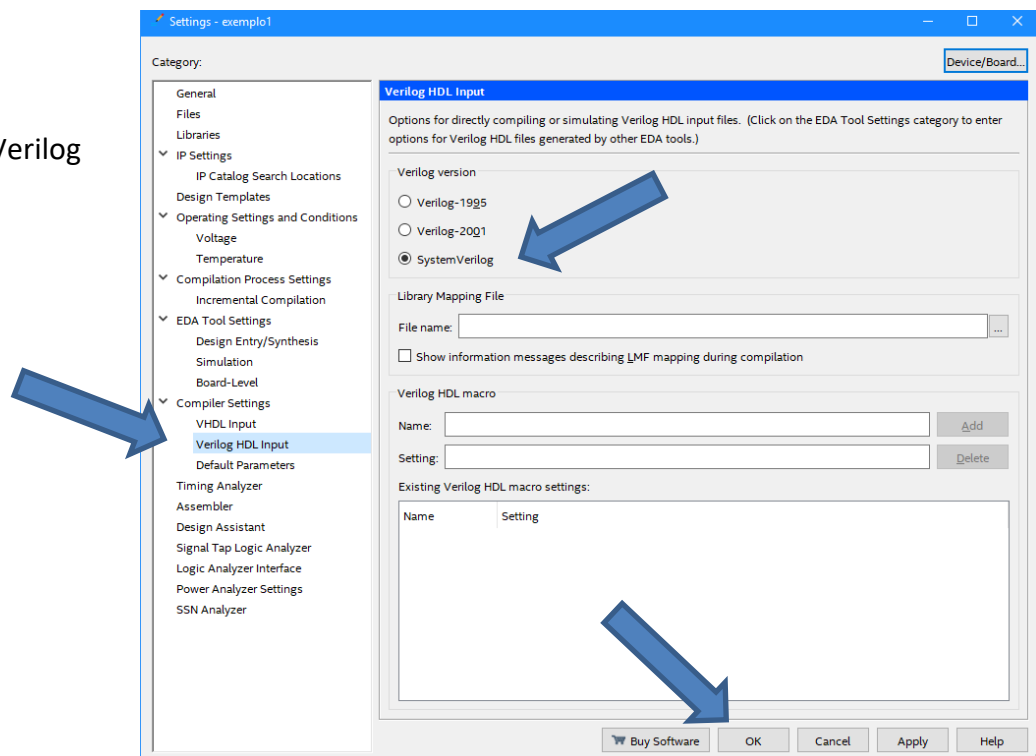 Settings - exemplo1
Category:
Device/Board...
Verilog
General
Files
Libraries
IP Settings
IP Catalog Search Locations
Design Templates
Operating Settings and Conditions
Voltage
Temperature
Compilation Process Settings
Incremental Compilation
EDA Tool Settings
Design Entry/Synthesis
Simulation
Board-Level
Compiler Settings
VHDL Input
Verilog HDL Input
Default Parameters
Timing Analyzer
Assembler
Design Assistant
Signal Tap Logic Analyzer
Logic Analyzer Interface
Power Analyzer Settings
SSN Analyzer
Verilog HDL Input
Options for directly compiling or simulating Verilog HDL input files. (Click on the EDA Tool Settings category to enter
options for Verilog HDL files generated by other EDA tools.)
Verilog version
Verilog-1995
Verilog-2001
SystemVerilog
Library Mapping File
File name:
...
Show information messages describing LMF mapping during compilation
Verilog HDL macro
Name:
Add
Setting:
Delete
Existing Verilog HDL macro settings:
Name Setting
Buy Software OK Cancel Apply Help